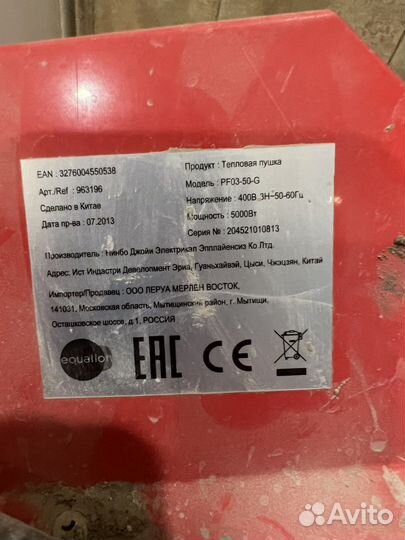 EAN : 3276004550538
Арт./Ref : 963196
Сделано в Китае
Дата пр-ва : 07.2013
Продукт : Тепловая пушка
Модель : PF03-50-G
Напряжение : 400В 3Н~50-60Гц
Мощность : 5000Вт
Серия № : 204521010813
Производитель : Нинбо Джойи Электрикэл Эпплайенсиз Ко Лтд.
Адрес: Ист Индастри Девелопмент Эриа, Гуаньхайвэй, Цыси, Чжэцзян, Китай
Импортер/Продавец : ООО ЛЕРУА МЕРЛЕН ВОСТОК,
141031, Московская область, Мытищинский район, г. Мытищи,
Осташковское шоссе, д.1, РОССИЯ
equation
EAC CE
Avito